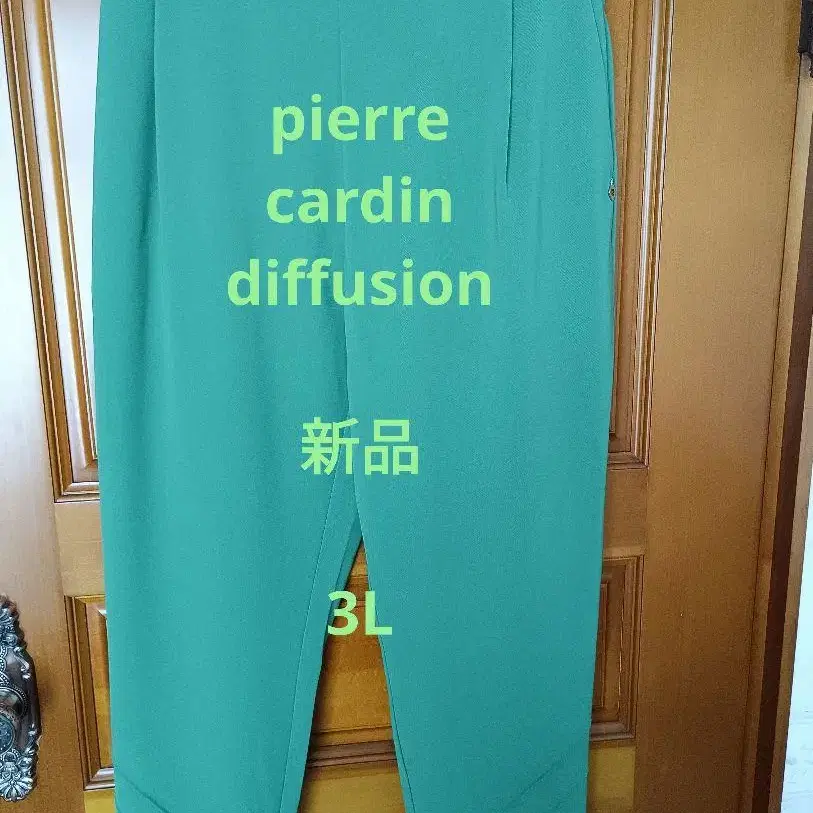 pierre
cardin
diffusion
新品
3L